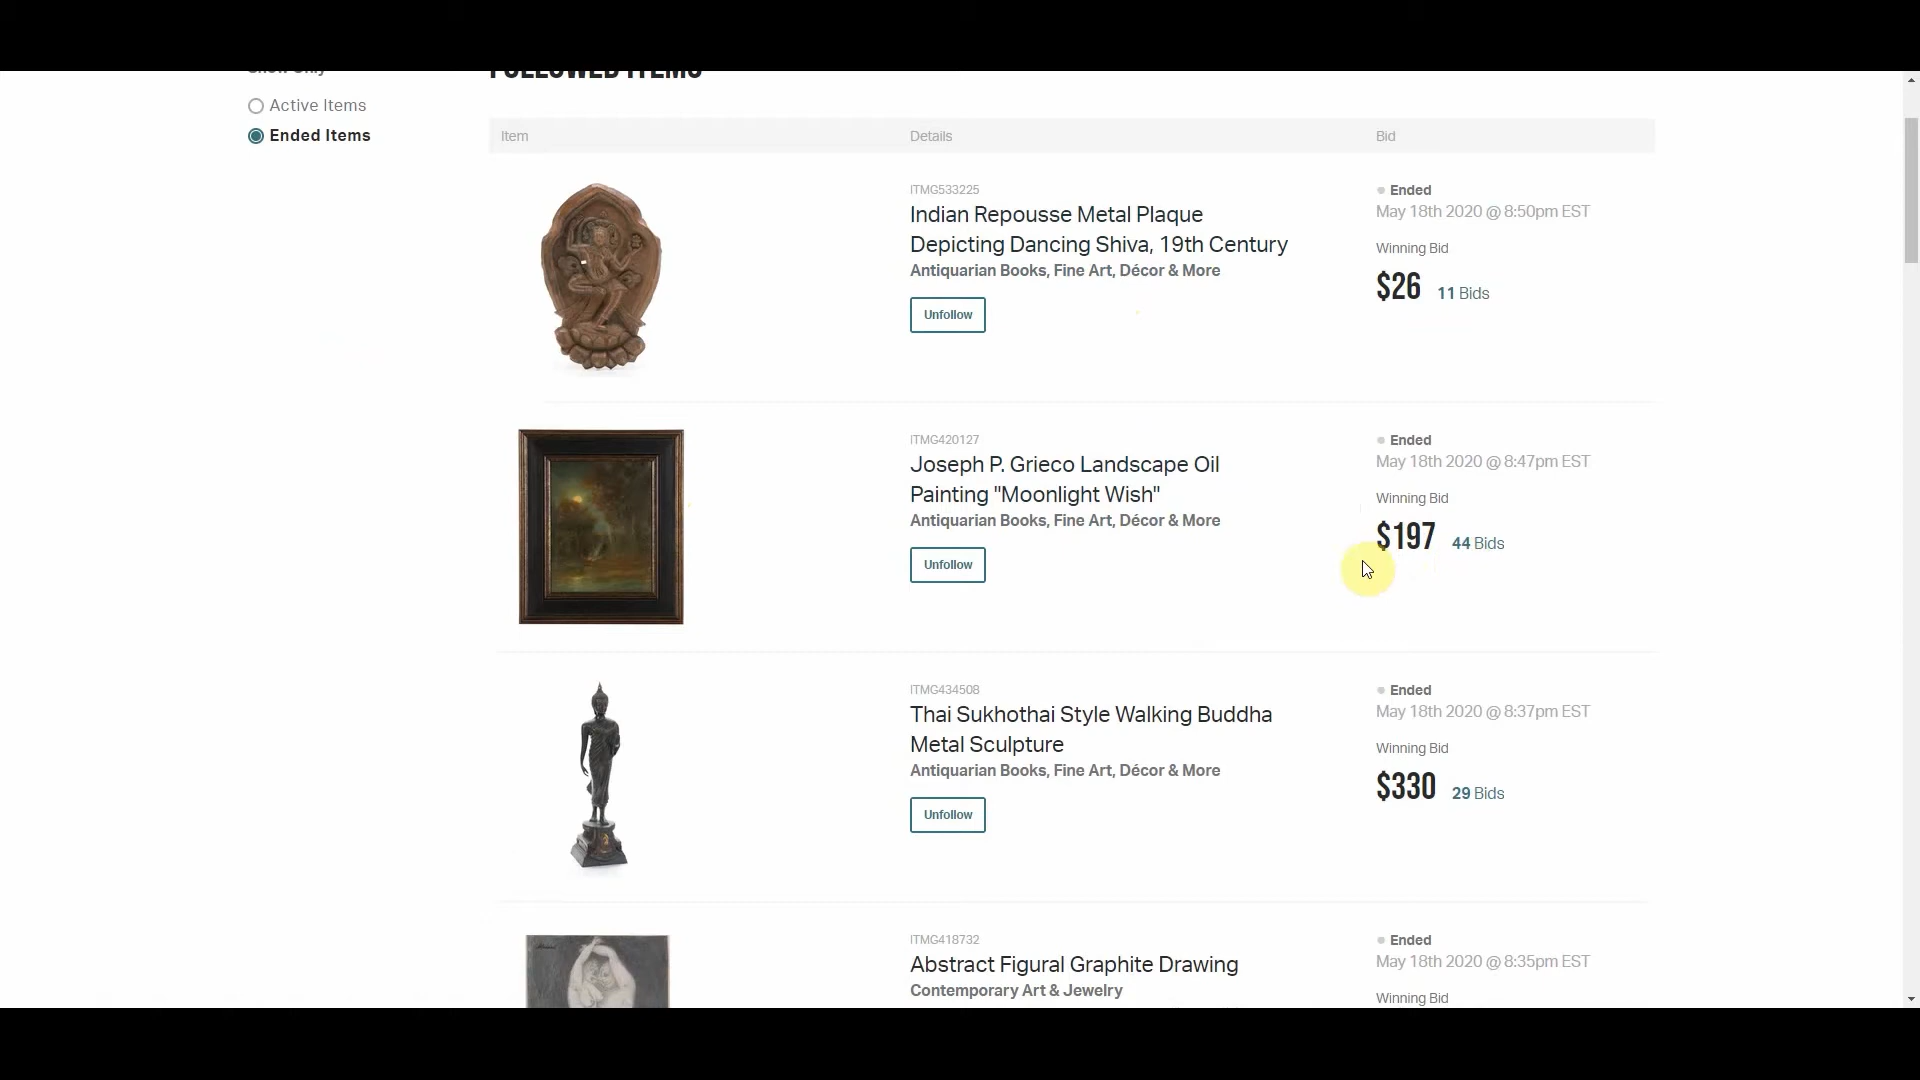 Show Only
FOLLOWED ITEMS
Active Items
Ended Items
Item Details Bid
ITMG533225
Indian Repousse Metal Plaque
Depicting Dancing Shiva, 19th Century
Antiquarian Books, Fine Art, Décor & More
Unfollow
Ended
May 18th 2020 @ 8:50pm EST
Winning Bid
$26 11 Bids
ITMG420127
Joseph P. Grieco Landscape Oil
Painting "Moonlight Wish"
Antiquarian Books, Fine Art, Décor & More
Unfollow
Ended
May 18th 2020 @ 8:47pm EST
Winning Bid
$197 44 Bids
ITMG434508
Thai Sukhothai Style Walking Buddha
Metal Sculpture
Antiquarian Books, Fine Art, Décor & More
Unfollow
Ended
May 18th 2020 @ 8:37pm EST
Winning Bid
$330 29 Bids
ITMG418732
Abstract Figural Graphite Drawing
Contemporary Art & Jewelry
Ended
May 18th 2020 @ 8:35pm EST
Winning Bid